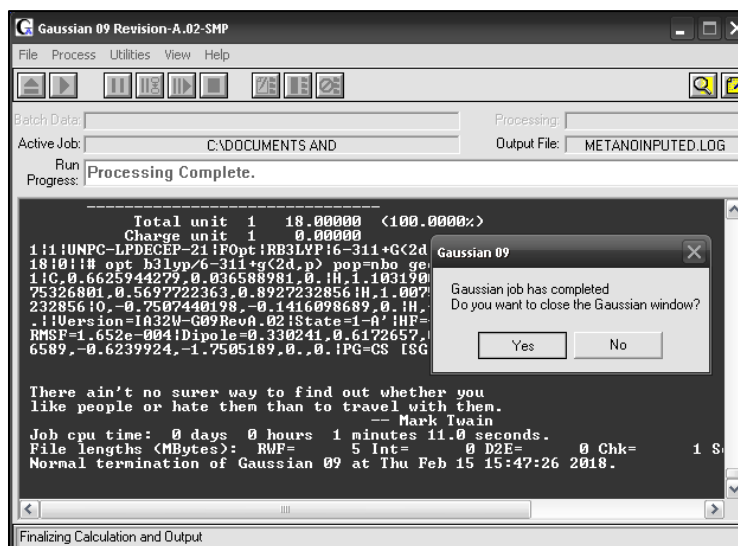 Gaussian 09 Revision-A.02-SMP
File Process Utilities View Help
Batch Data:
Processing:
Active Job: C:\DOCUMENTS AND
Output File: METANOINPUTED.LOG
Run Progress: Processing Complete.
Total unit 1 18.00000 (100.0000%)
Charge unit 1 0.00000
1|1|UNPC-LPDECEP-21|FOpt|RB3LYP|6-311+G(2d
18|0||# opt b3lyp/6-311+g(2d,p) pop=nbo ge
1|C,0.6625944279,0.036588981,0.|H,1.103190
75326801,0.5697722363,0.8927232856|H,1.007
232856|O,-0.7507440198,-0.1416098689,0.|H,
.||Version=IA32W-G09RevA.02|State=1-A'|HF=
RMSF=1.652e-004|Dipole=0.330241,0.6172657,
6589,-0.6239924,-1.7505189,0.,0.|PG=CS [SG
There ain't no surer way to find out whether you
like people or hate them than to travel with them.
-- Mark Twain
Job cpu time: 0 days 0 hours 1 minutes 11.0 seconds.
File lengths (MBytes): RWF= 5 Int= 0 D2E= 0 Chk= 1 S
Normal termination of Gaussian 09 at Thu Feb 15 15:47:26 2018.
Gaussian 09
Gaussian job has completed
Do you want to close the Gaussian window?
Yes
No
Finalizing Calculation and Output